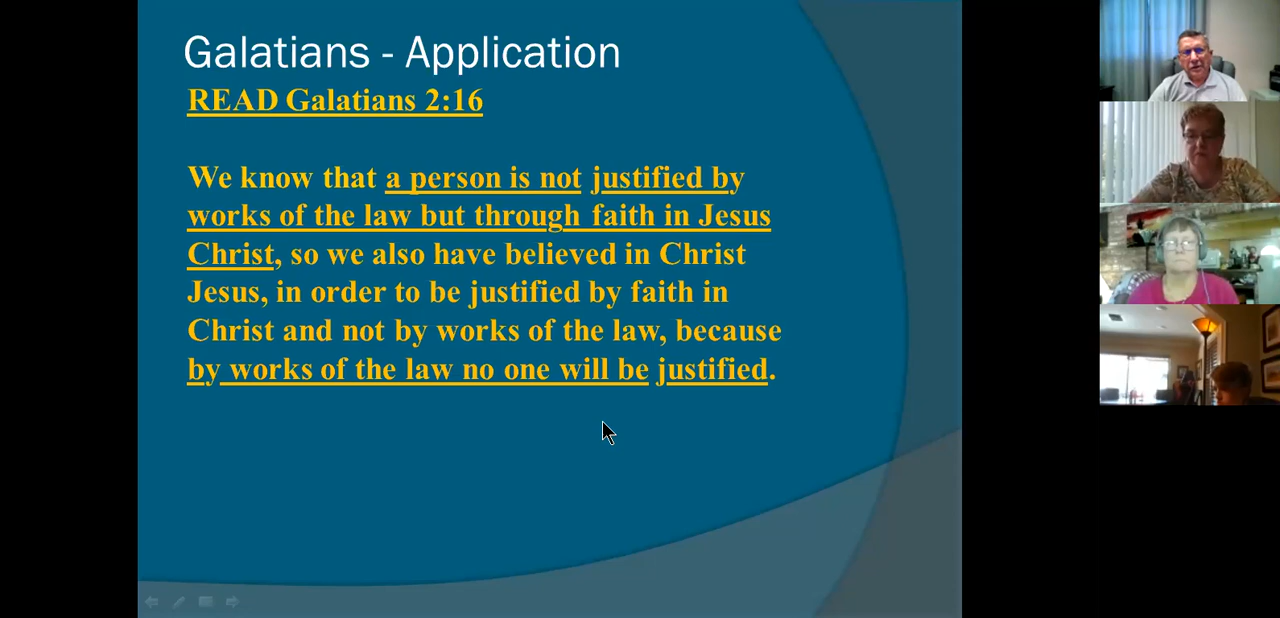 Galatians - Application
READ Galatians 2:16
We know that a person is not justified by
works of the law but through faith in Jesus
Christ, so we also have believed in Christ
Jesus, in order to be justified by faith in
Christ and not by works of the law, because
by works of the law no one will be justified.